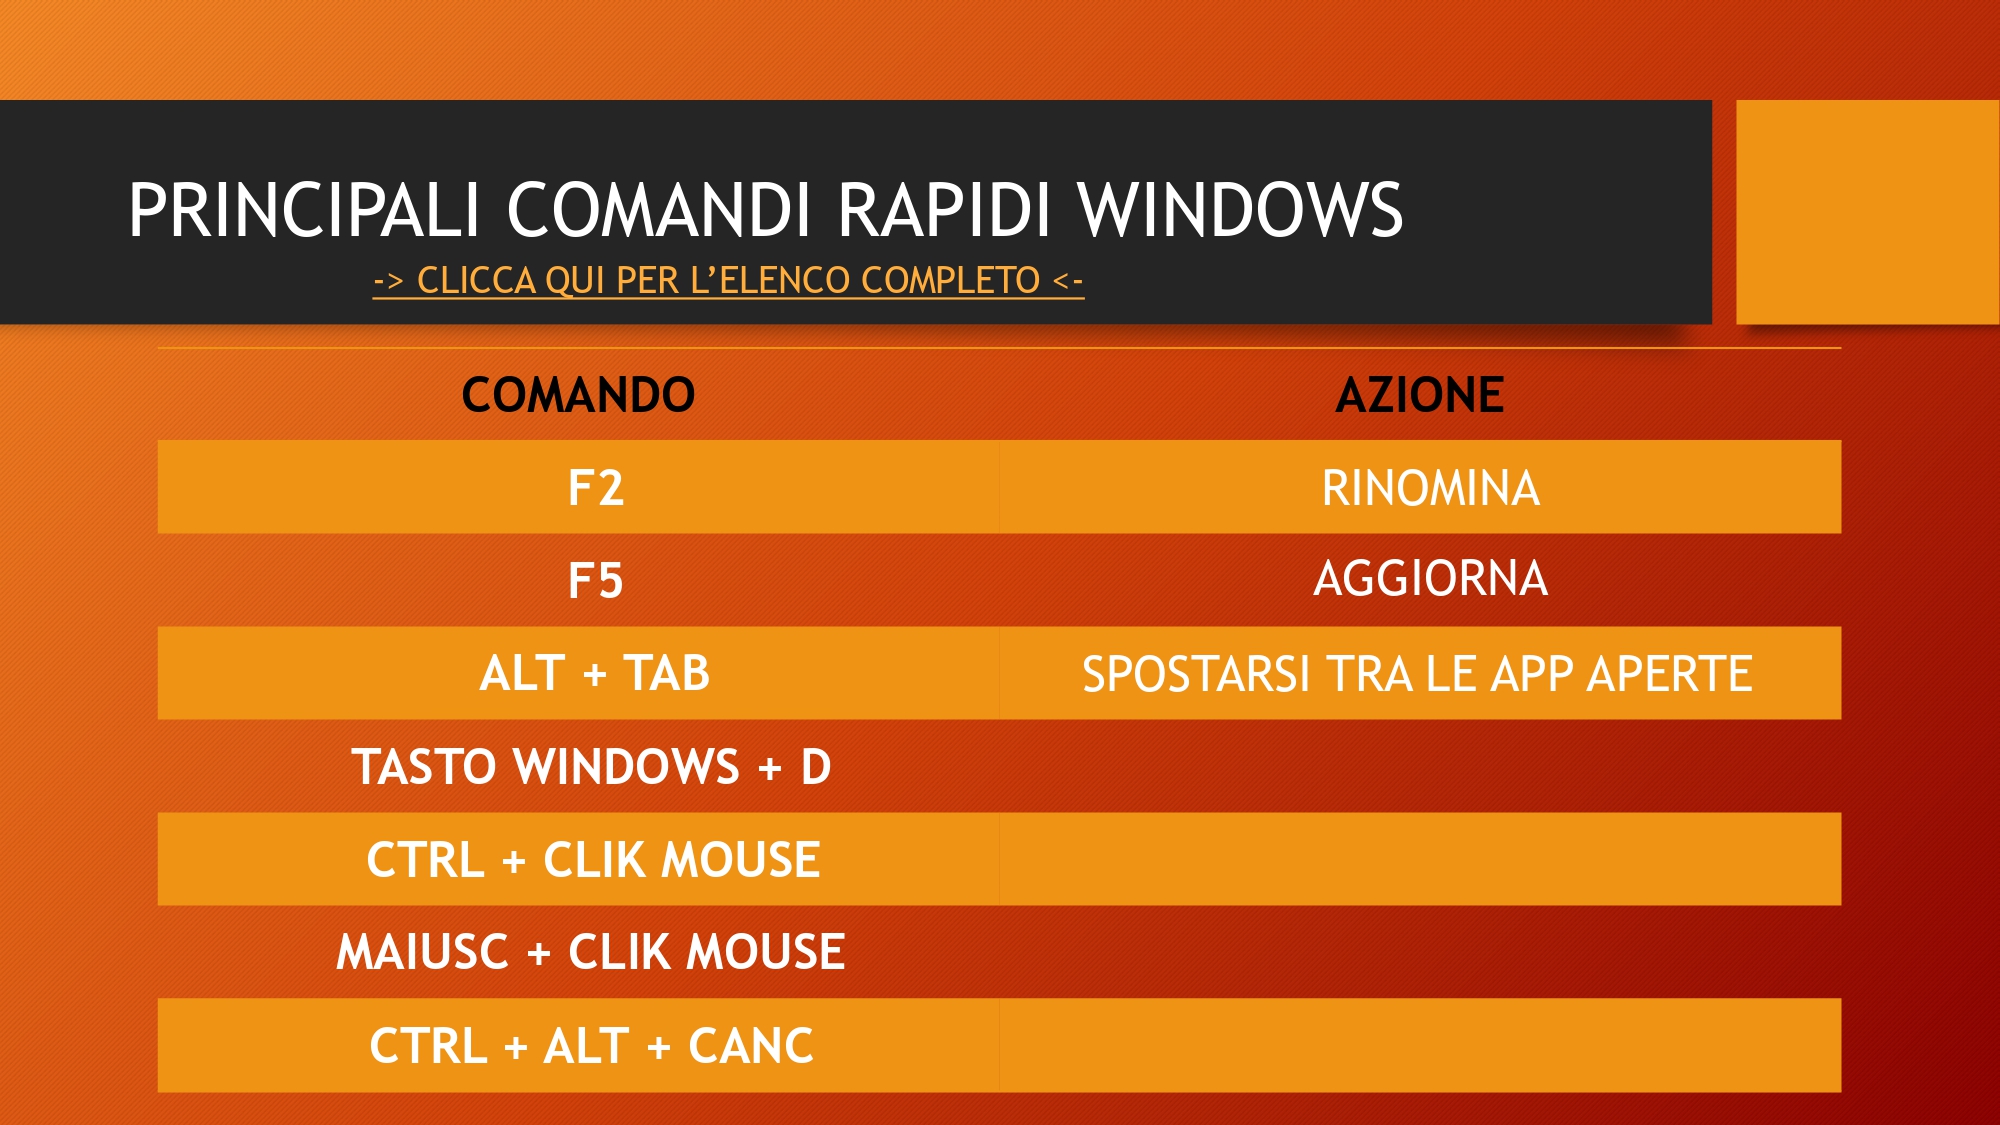 PRINCIPALI COMANDI RAPIDI WINDOWS
-> CLICCA QUI PER L’ELENCO COMPLETO <-
COMANDO AZIONE
F2 RINOMINA
F5 AGGIORNA
ALT + TAB SPOSTARSI TRA LE APP APERTE
TASTO WINDOWS + D
CTRL + CLIK MOUSE
MAIUSC + CLIK MOUSE
CTRL + ALT + CANC